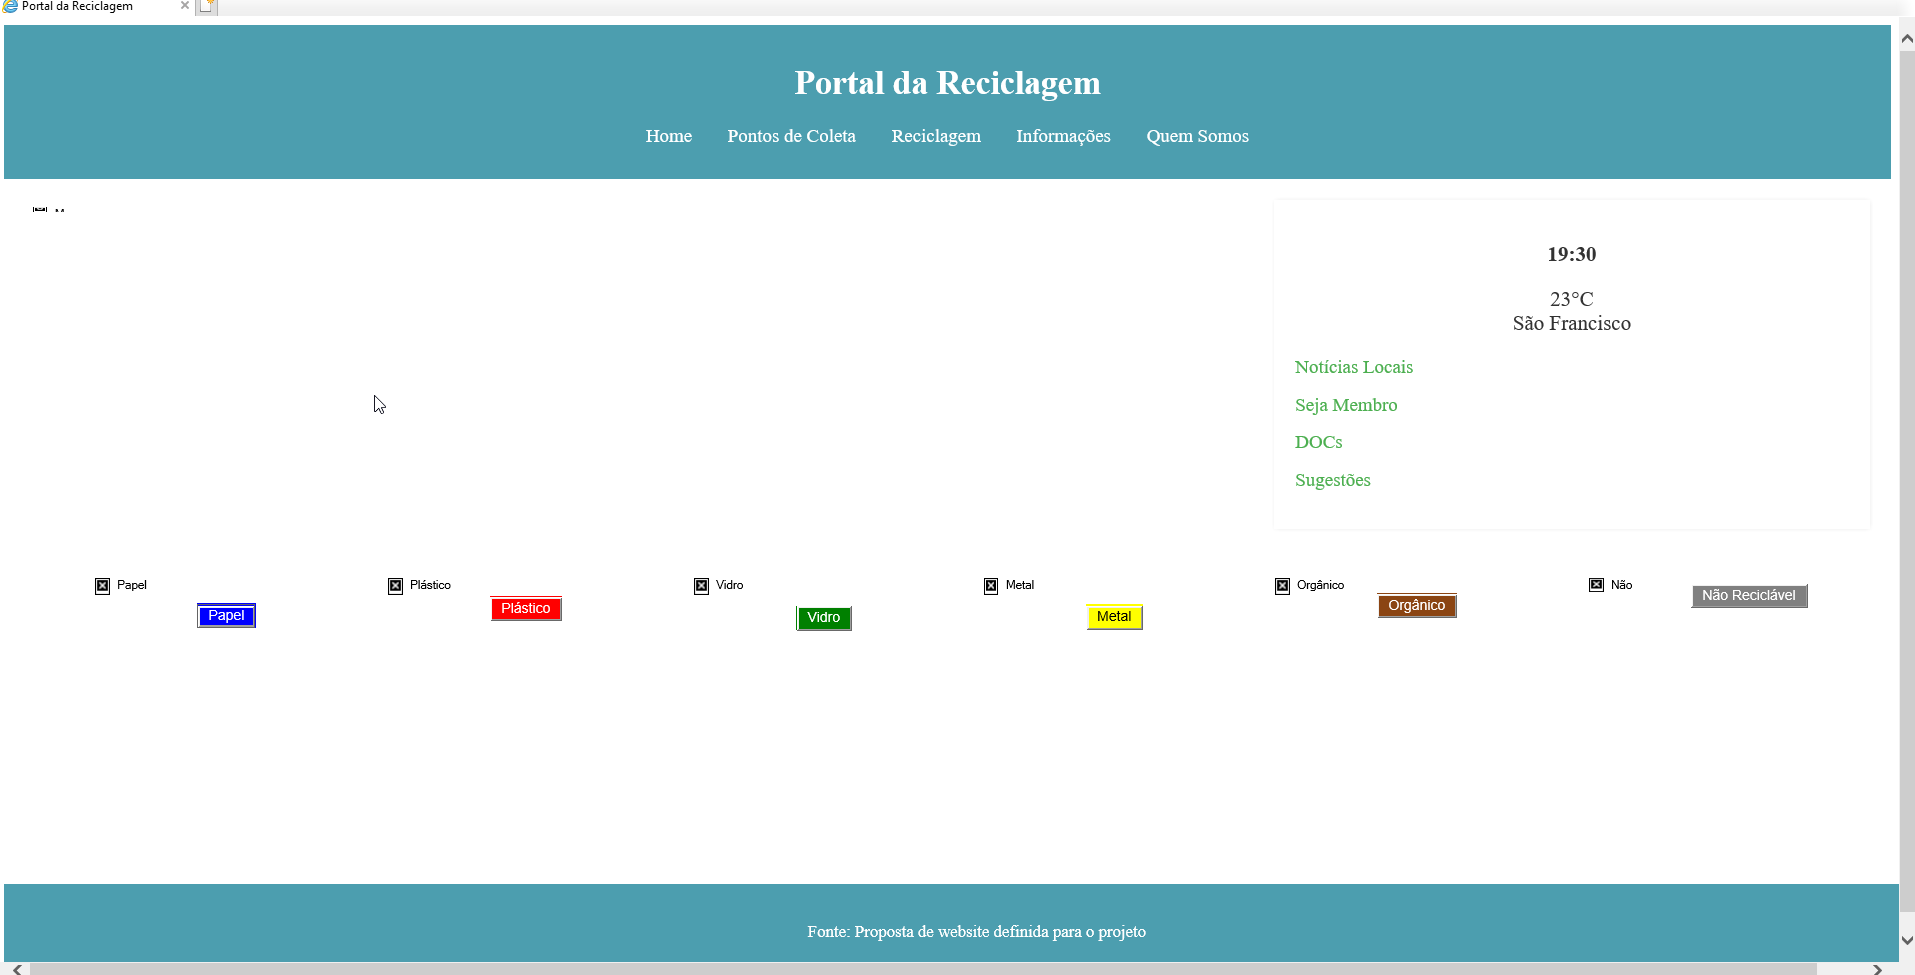 Portal da Reciclagem
Portal da Reciclagem
Home Pontos de Coleta Reciclagem Informações Quem Somos
19:30
23°C
São Francisco
Notícias Locais
Seja Membro
DOCs
Sugestões
Papel Plástico Vidro Metal Orgânico Não
Papel Plástico Vidro Metal Orgânico Não Reciclável
Fonte: Proposta de website definida para o projeto